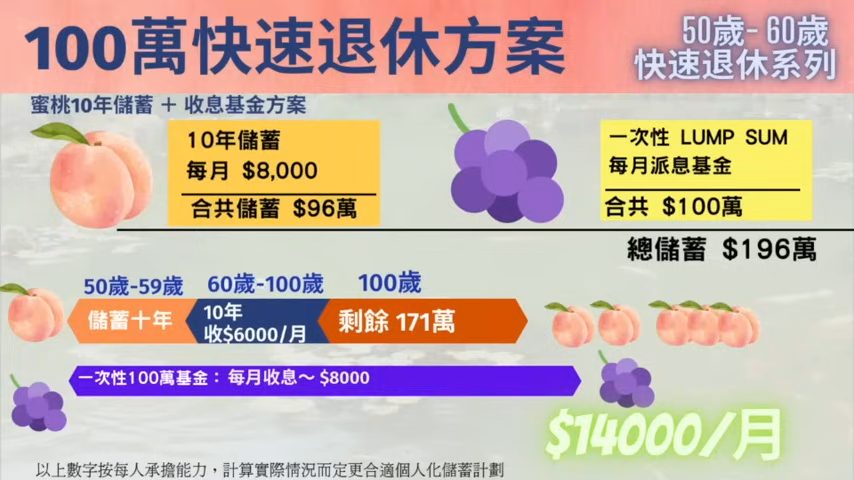 100萬快速退休方案
50歲- 60歲
快速退休系列
蜜桃10年儲蓄 + 收息基金方案
10年儲蓄
每月 $8,000
合共儲蓄 $96萬
一次性 LUMP SUM
每月派息基金
合共 $100萬
總儲蓄 $196萬
50歲-59歲
60歲-100歲
100歲
儲蓄十年
10年
收$6000/月
剩餘 171萬
一次性100萬基金：每月收息～ $8000
$14000/月
以上數字按每人承擔能力，計算實際情況而定更合適個人化儲蓄計劃